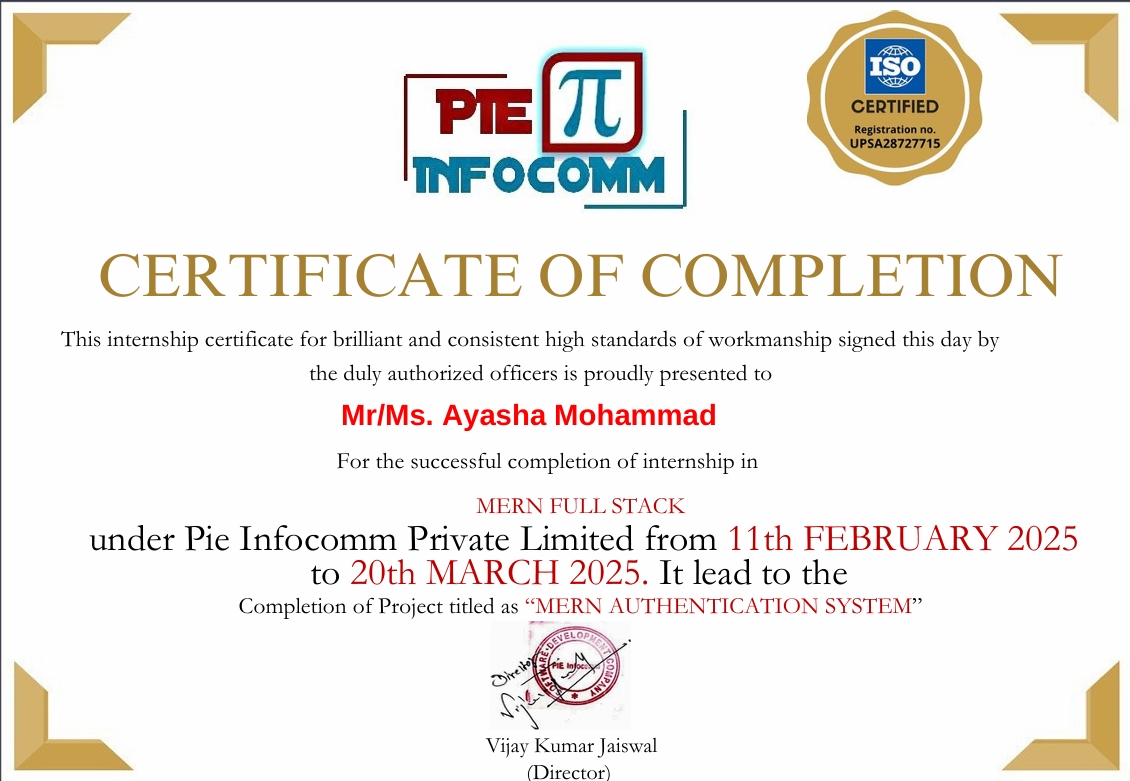 PIE π
INFOCOMM
ISO
CERTIFIED
Registration no.
UPSA28727715
CERTIFICATE OF COMPLETION
This internship certificate for brilliant and consistent high standards of workmanship signed this day by
the duly authorized officers is proudly presented to
Mr/Ms. Ayasha Mohammad
For the successful completion of internship in
MERN FULL STACK
under Pie Infocomm Private Limited from 11th FEBRUARY 2025
to 20th MARCH 2025. It lead to the
Completion of Project titled as “MERN AUTHENTICATION SYSTEM”
SOFTWARE-DEVELOPMENT COMPANY
PIE Infoco
Director
Vijay Kumar Jaiswal
(Director)